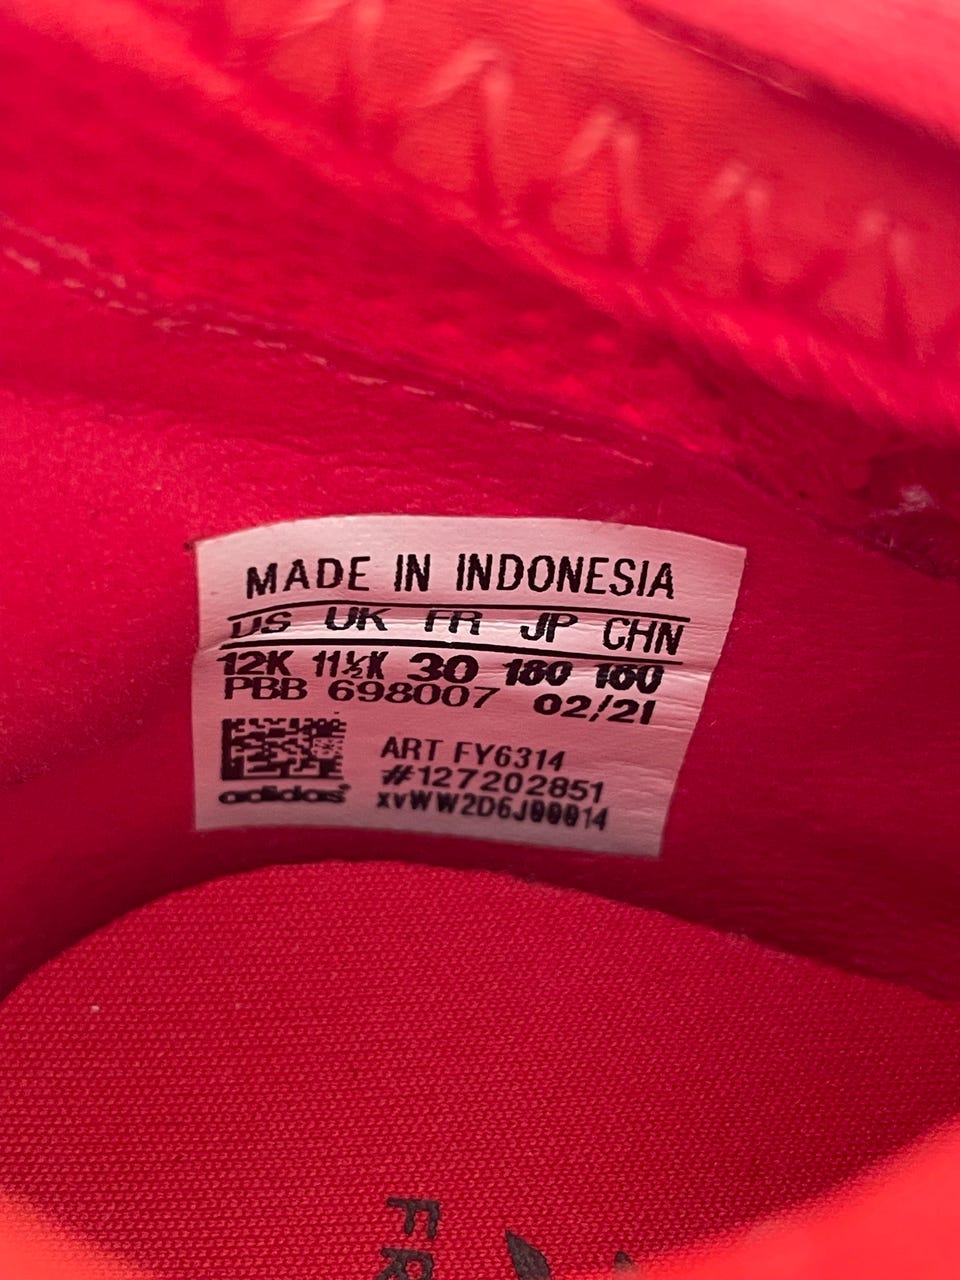 MADE IN INDONESIA
US UK FR JP CHN
12K 11½K 30 180 180
PBB 698007 02/21
ART FY6314
#127202851
xvWW2D6J00014
adidas
FR